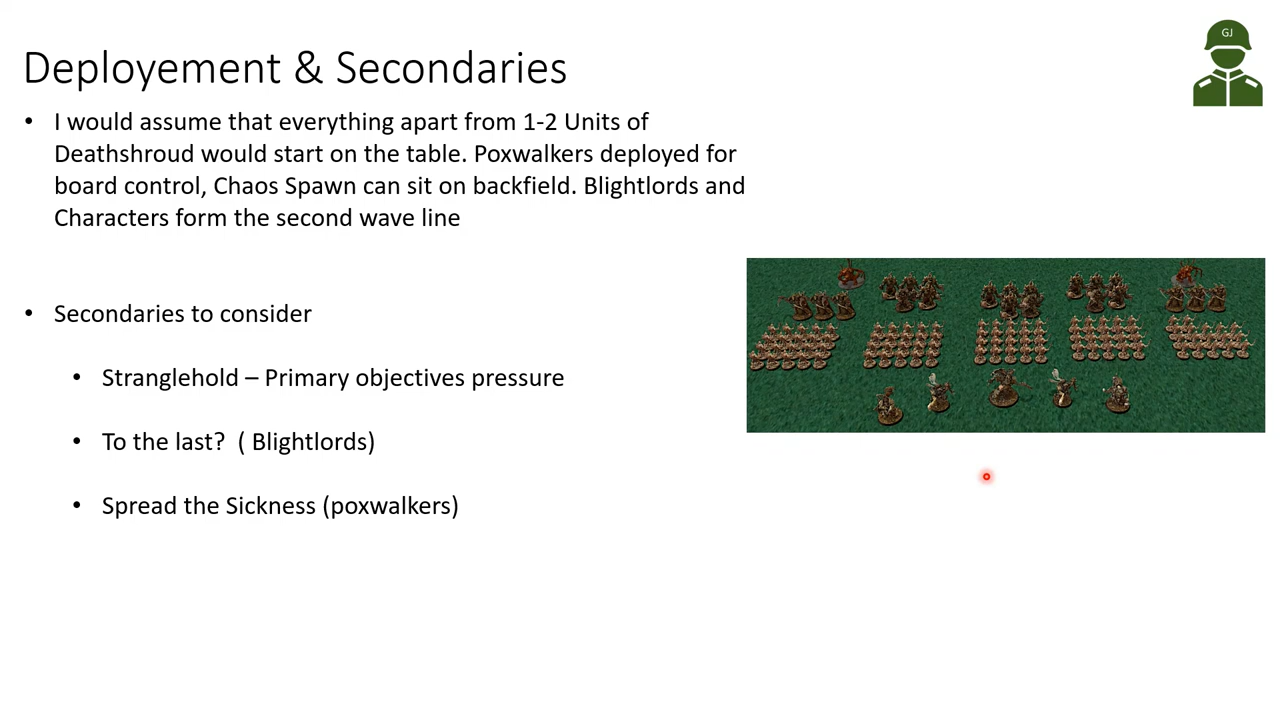 GJ
Deployement & Secondaries
• I would assume that everything apart from 1-2 Units of
Deathshroud would start on the table. Poxwalkers deployed for
board control, Chaos Spawn can sit on backfield. Blightlords and
Characters form the second wave line
• Secondaries to consider
• Stranglehold – Primary objectives pressure
• To the last?  ( Blightlords)
• Spread the Sickness (poxwalkers)